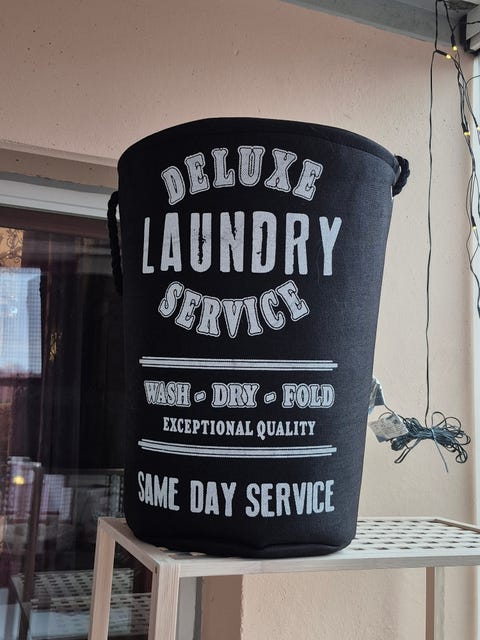 DELUXE
LAUNDRY
SERVICE
WASH - DRY - FOLD
EXCEPTIONAL QUALITY
SAME DAY SERVICE